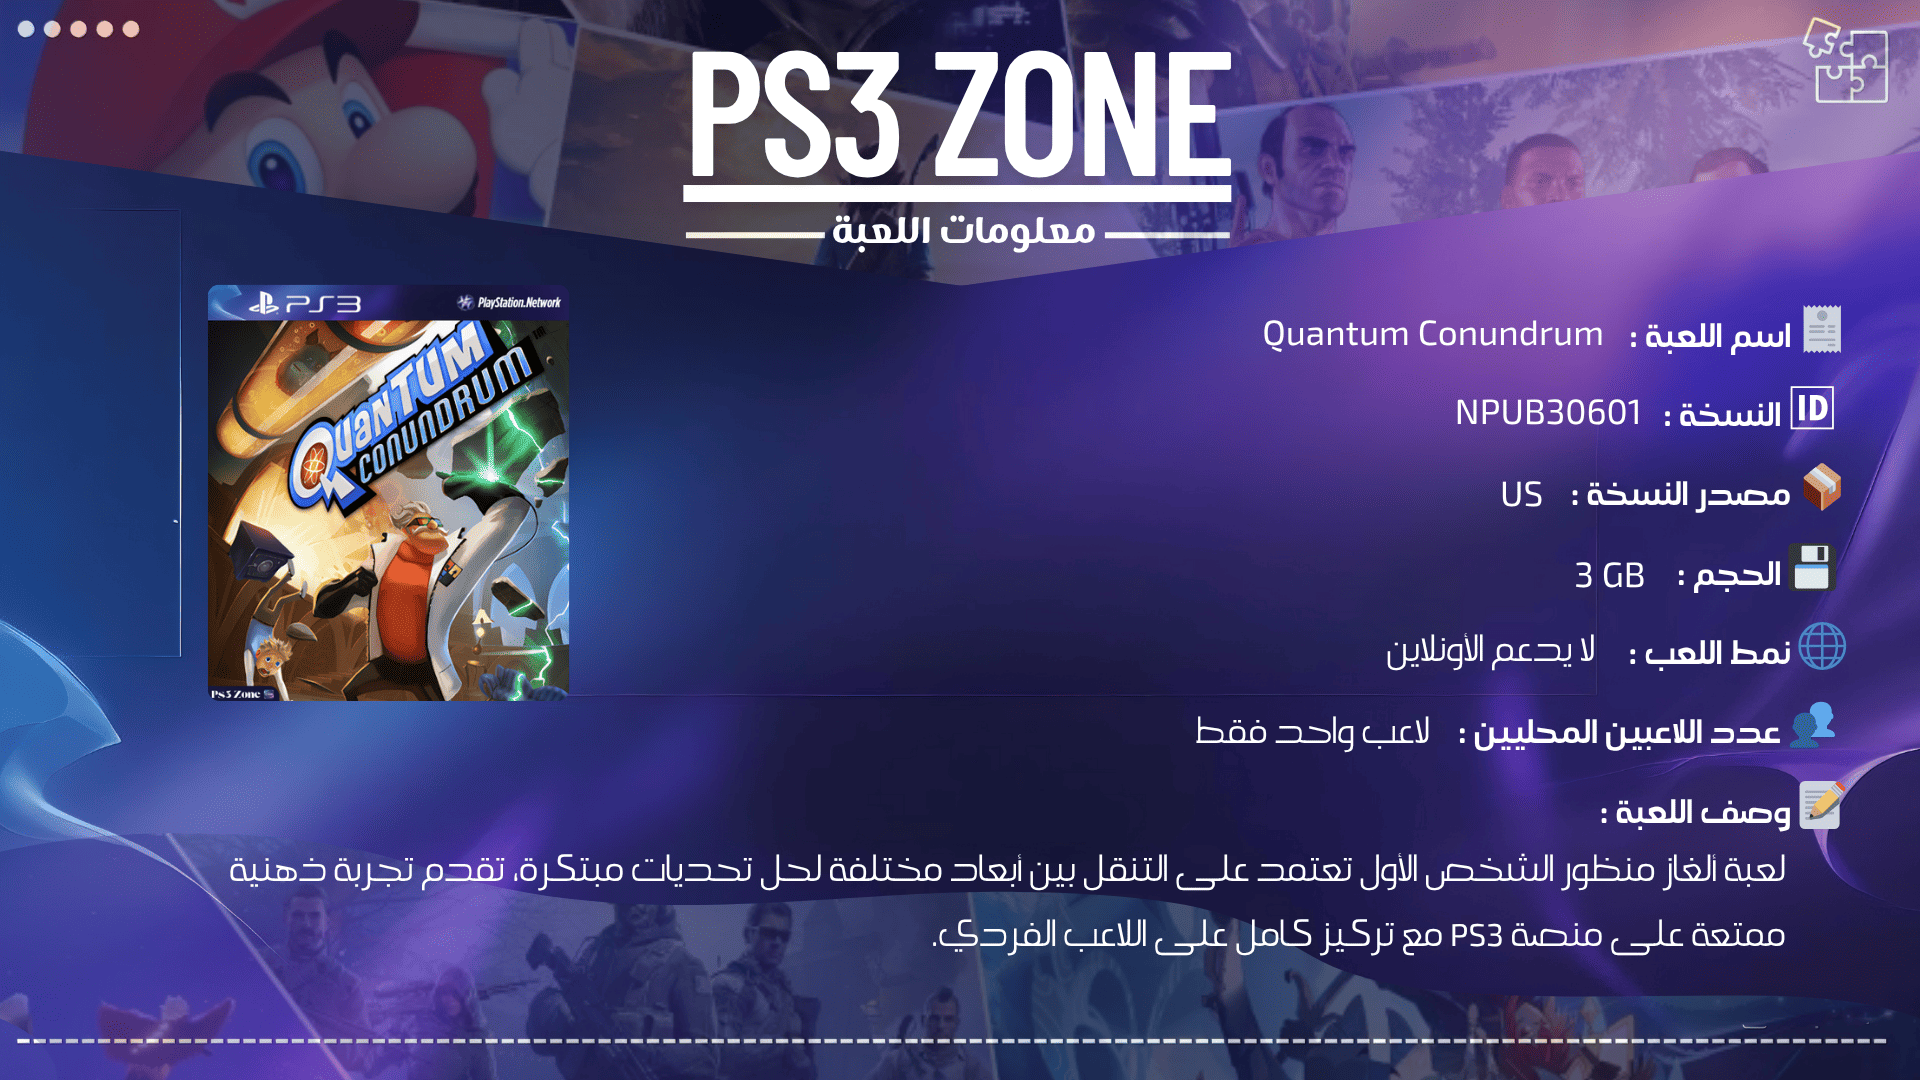 PS3 ZONE
معلومات اللعبة
PS3 PlayStation.Network
QUANTUM
CONUNDRUM
TM
Ps3 Zone
اسم اللعبة : Quantum Conundrum
ID النسخة : NPUB30601
مصدر النسخة : US
الحجم : 3 GB
نمط اللعب : لا يدعم الأونلاين
عدد اللاعبين المحليين : لاعب واحد فقط
وصف اللعبة :
لعبة ألغاز منظور الشخص الأول تعتمد على التنقل بين أبعاد مختلفة لحل تحديات مبتكرة، تقدم تجربة ذهنية
ممتعة على منصة PS3 مع تركيز كامل على اللاعب الفردي.